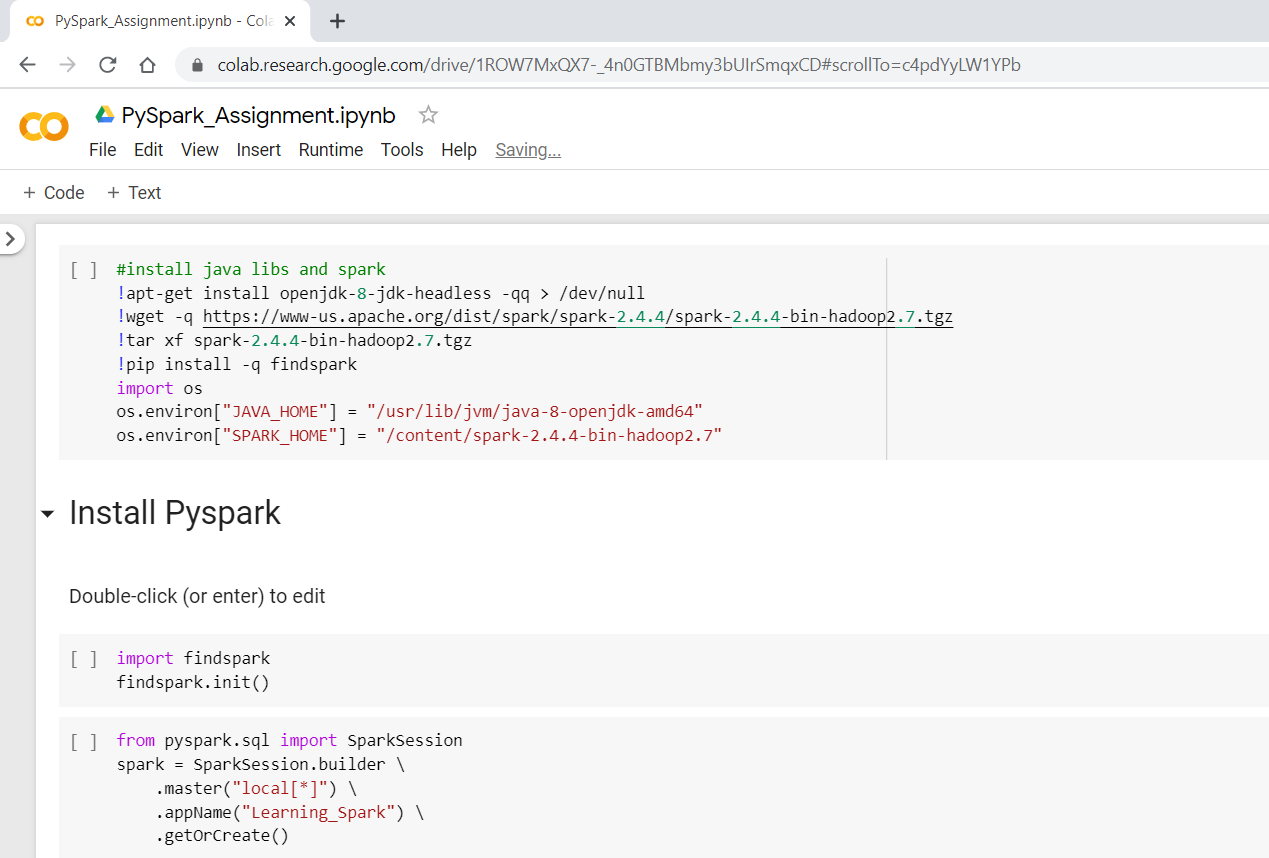 PySpark_Assignment.ipynb - Cola
colab.research.google.com/drive/1ROW7MxQX7-_4n0GTBMbmy3bUIrSmqxCD#scrollTo=c4pdYyLW1YPb
PySpark_Assignment.ipynb
File Edit View Insert Runtime Tools Help Saving...
+ Code + Text
[ ] #install java libs and spark
!apt-get install openjdk-8-jdk-headless -qq > /dev/null
!wget -q https://www-us.apache.org/dist/spark/spark-2.4.4/spark-2.4.4-bin-hadoop2.7.tgz
!tar xf spark-2.4.4-bin-hadoop2.7.tgz
!pip install -q findspark
import os
os.environ["JAVA_HOME"] = "/usr/lib/jvm/java-8-openjdk-amd64"
os.environ["SPARK_HOME"] = "/content/spark-2.4.4-bin-hadoop2.7"
Install Pyspark
Double-click (or enter) to edit
[ ] import findspark
findspark.init()
[ ] from pyspark.sql import SparkSession
spark = SparkSession.builder \
.master("local[*]") \
.appName("Learning_Spark") \
.getOrCreate()